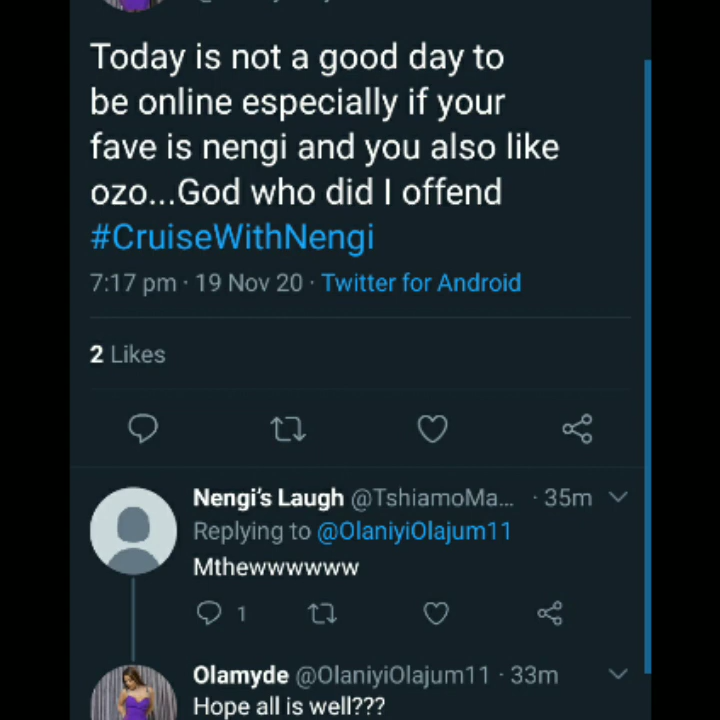 Today is not a good day to
be online especially if your
fave is nengi and you also like
ozo...God who did I offend
#CruiseWithNengi
7:17 pm · 19 Nov 20 · Twitter for Android
2 Likes
Nengi's Laugh @TshiamoMa... · 35m
Replying to @OlaniyiOlajum11
Mthewwwwww
1
Olamyde @OlaniyiOlajum11 · 33m
Hope all is well???